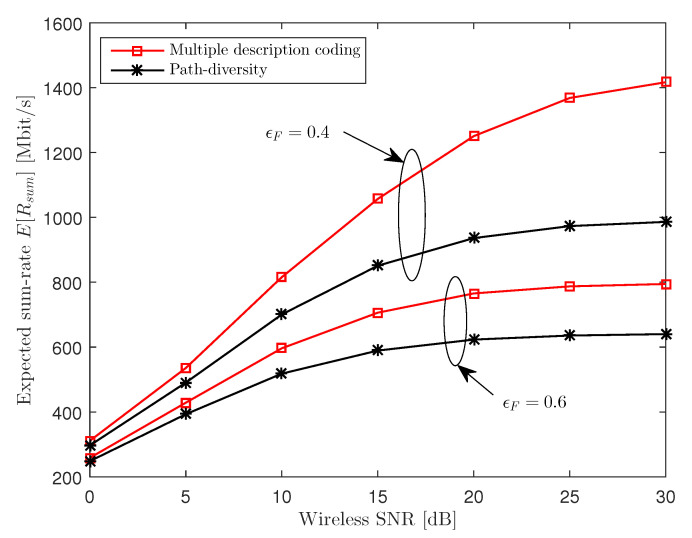 1600
1400
1200
1000
800
600
400
200
0
5
10
15
20
25
30
Expected sum-rate E[R_sum] [Mbit/s]
Wireless SNR [dB]
Multiple description coding
Path-diversity
ϵ_F = 0.4
ϵ_F = 0.6